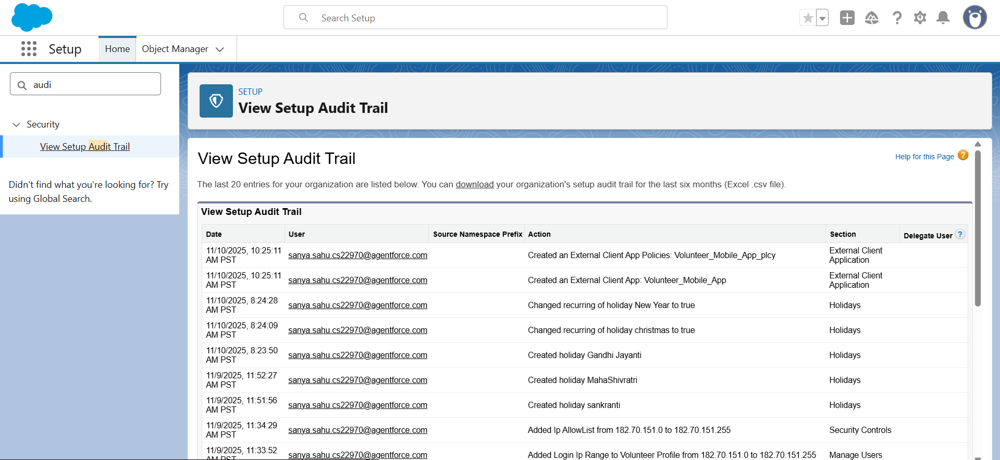 Search Setup
Setup
Home
Object Manager
audi
Security
View Setup Audit Trail
Didn't find what you're looking for? Try
using Global Search.
SETUP
View Setup Audit Trail
View Setup Audit Trail
Help for this Page ?
The last 20 entries for your organization are listed below. You can download your organization's setup audit trail for the last six months (Excel .csv file).
View Setup Audit Trail
Date User Source Namespace Prefix Action Section Delegate User ?
11/10/2025, 10:25:11 AM PST sanya.sahu.cs22970@agentforce.com Created an External Client App Policies: Volunteer_Mobile_App_plcy External Client Application
11/10/2025, 10:25:11 AM PST sanya.sahu.cs22970@agentforce.com Created an External Client App: Volunteer_Mobile_App External Client Application
11/10/2025, 8:24:28 AM PST sanya.sahu.cs22970@agentforce.com Changed recurring of holiday New Year to true Holidays
11/10/2025, 8:24:09 AM PST sanya.sahu.cs22970@agentforce.com Changed recurring of holiday christmas to true Holidays
11/10/2025, 8:23:50 AM PST sanya.sahu.cs22970@agentforce.com Created holiday Gandhi Jayanti Holidays
11/9/2025, 11:52:27 AM PST sanya.sahu.cs22970@agentforce.com Created holiday MahaShivratri Holidays
11/9/2025, 11:51:56 AM PST sanya.sahu.cs22970@agentforce.com Created holiday sankranti Holidays
11/9/2025, 11:34:29 AM PST sanya.sahu.cs22970@agentforce.com Added Ip AllowList from 182.70.151.0 to 182.70.151.255 Security Controls
11/9/2025, 11:33:52 AM PST sanya.sahu.cs22970@agentforce.com Added Login Ip Range to Volunteer Profile from 182.70.151.0 to 182.70.151.255 Manage Users